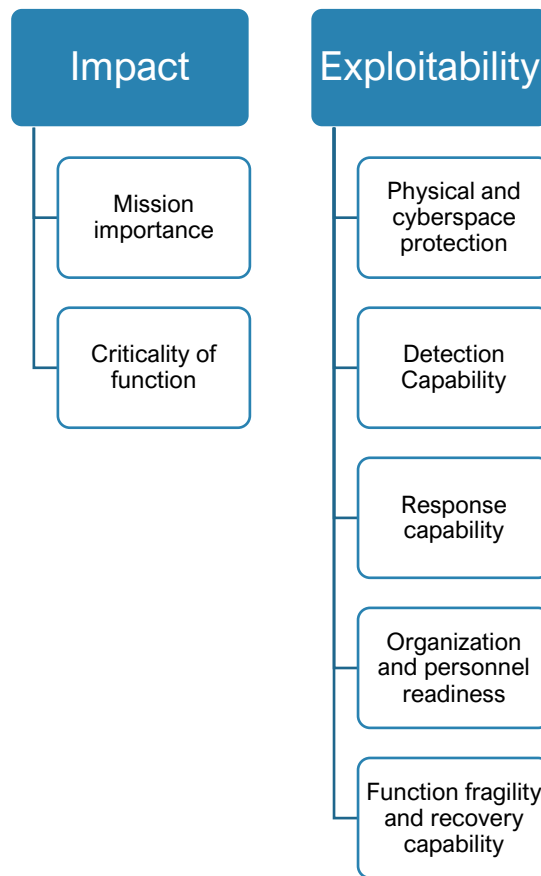 Impact
Mission
importance
Criticality of
function
Exploitability
Physical and
cyberspace
protection
Detection
Capability
Response
capability
Organization
and personnel
readiness
Function fragility
and recovery
capability